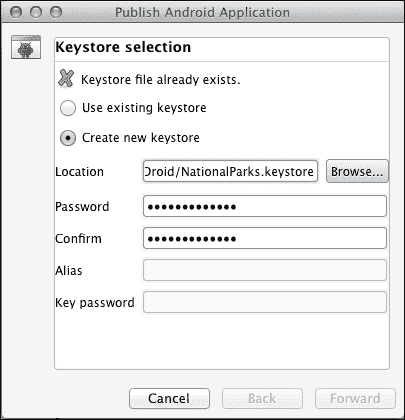 Publish Android Application
Keystore selection
Keystore file already exists.
Use existing keystore
Create new keystore
Location Droid/NationalParks.keystore Browse...
Password •••••••••••••
Confirm •••••••••••••
Alias
Key password
Cancel Back Forward